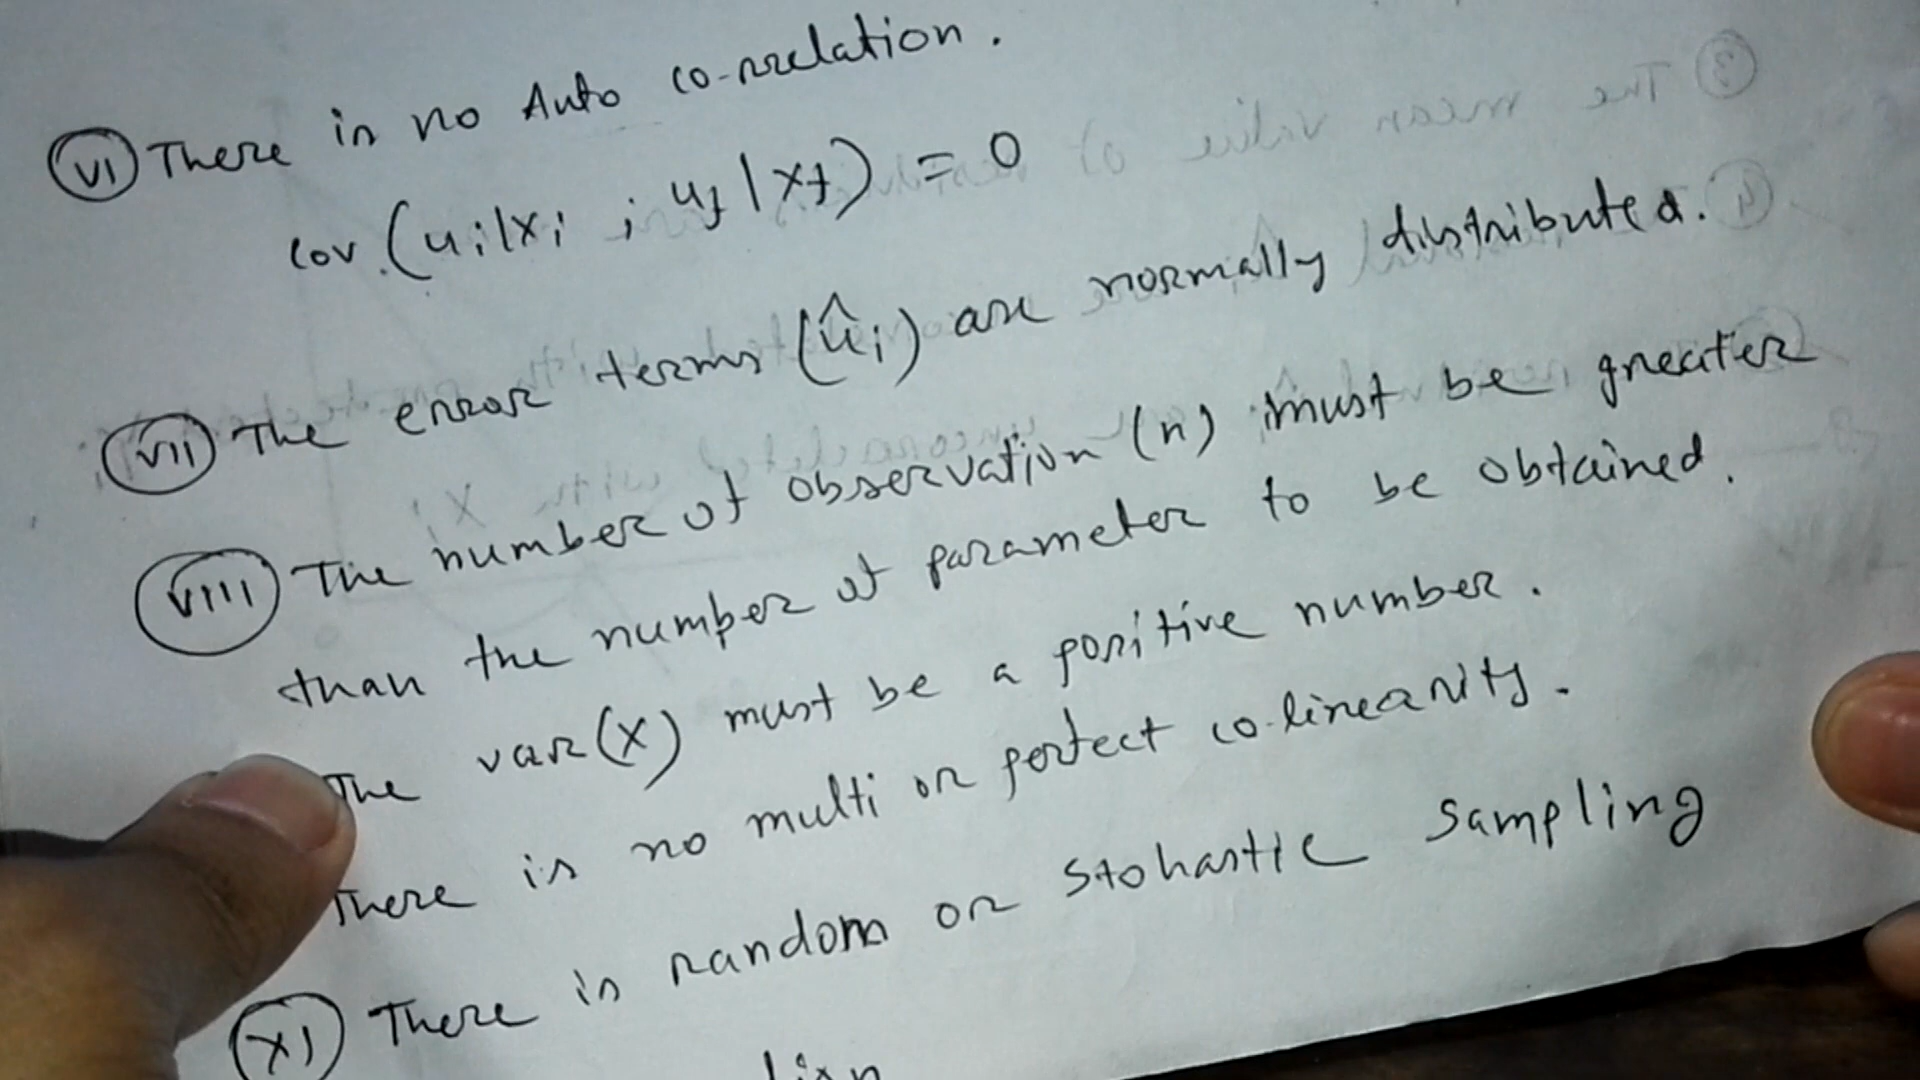 VI There is no Auto co-rrelation.
cov (ui|xi ; uj|xj) = 0
VII The error terms (ûi) are normally distributed.
VIII The number of observation (n) must be greater
than the number of parameter to be obtained.
The var(X) must be a positive number.
There is no multi or perfect co-linearity.
XI There is random or Stohastic Sampling